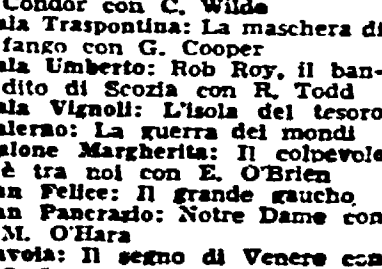 Condor con C. Wilde
ala Traspontina: La maschera di
fango con G. Cooper
ala Umberto: Rob Roy, il ban-
dito di Scozia con R. Todd
ala Vignoli: L'isola del tesoro
alerno: La guerra dei mondi
alone Margherita: Il colpevole
è tra noi con E. O'Brien
an Felice: Il grande gaucho
an Pancrazio: Notre Dame con
M. O'Hara
avoia: Il segno di Venere con